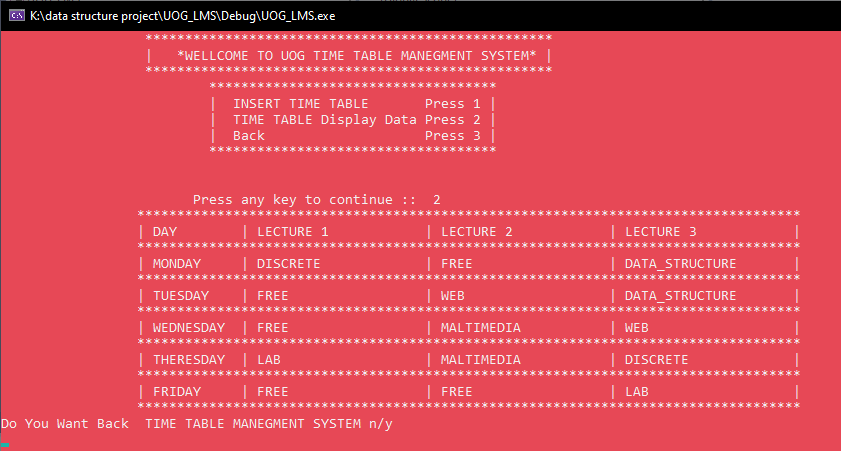 K:\data structure project\UOG_LMS\Debug\UOG_LMS.exe
***************************************************
| *WELLCOME TO UOG TIME TABLE MANEGMENT SYSTEM* |
***************************************************
************************************
| INSERT TIME TABLE Press 1 |
| TIME TABLE Display Data Press 2 |
| Back Press 3 |
************************************
Press any key to continue :: 2
***********************************************************************************
| DAY | LECTURE 1 | LECTURE 2 | LECTURE 3 |
***********************************************************************************
| MONDAY | DISCRETE | FREE | DATA_STRUCTURE |
***********************************************************************************
| TUESDAY | FREE | WEB | DATA_STRUCTURE |
***********************************************************************************
| WEDNESDAY | FREE | MALTIMEDIA | WEB |
***********************************************************************************
| THERESDAY | LAB | MALTIMEDIA | DISCRETE |
***********************************************************************************
| FRIDAY | FREE | FREE | LAB |
***********************************************************************************
Do You Want Back TIME TABLE MANEGMENT SYSTEM n/y